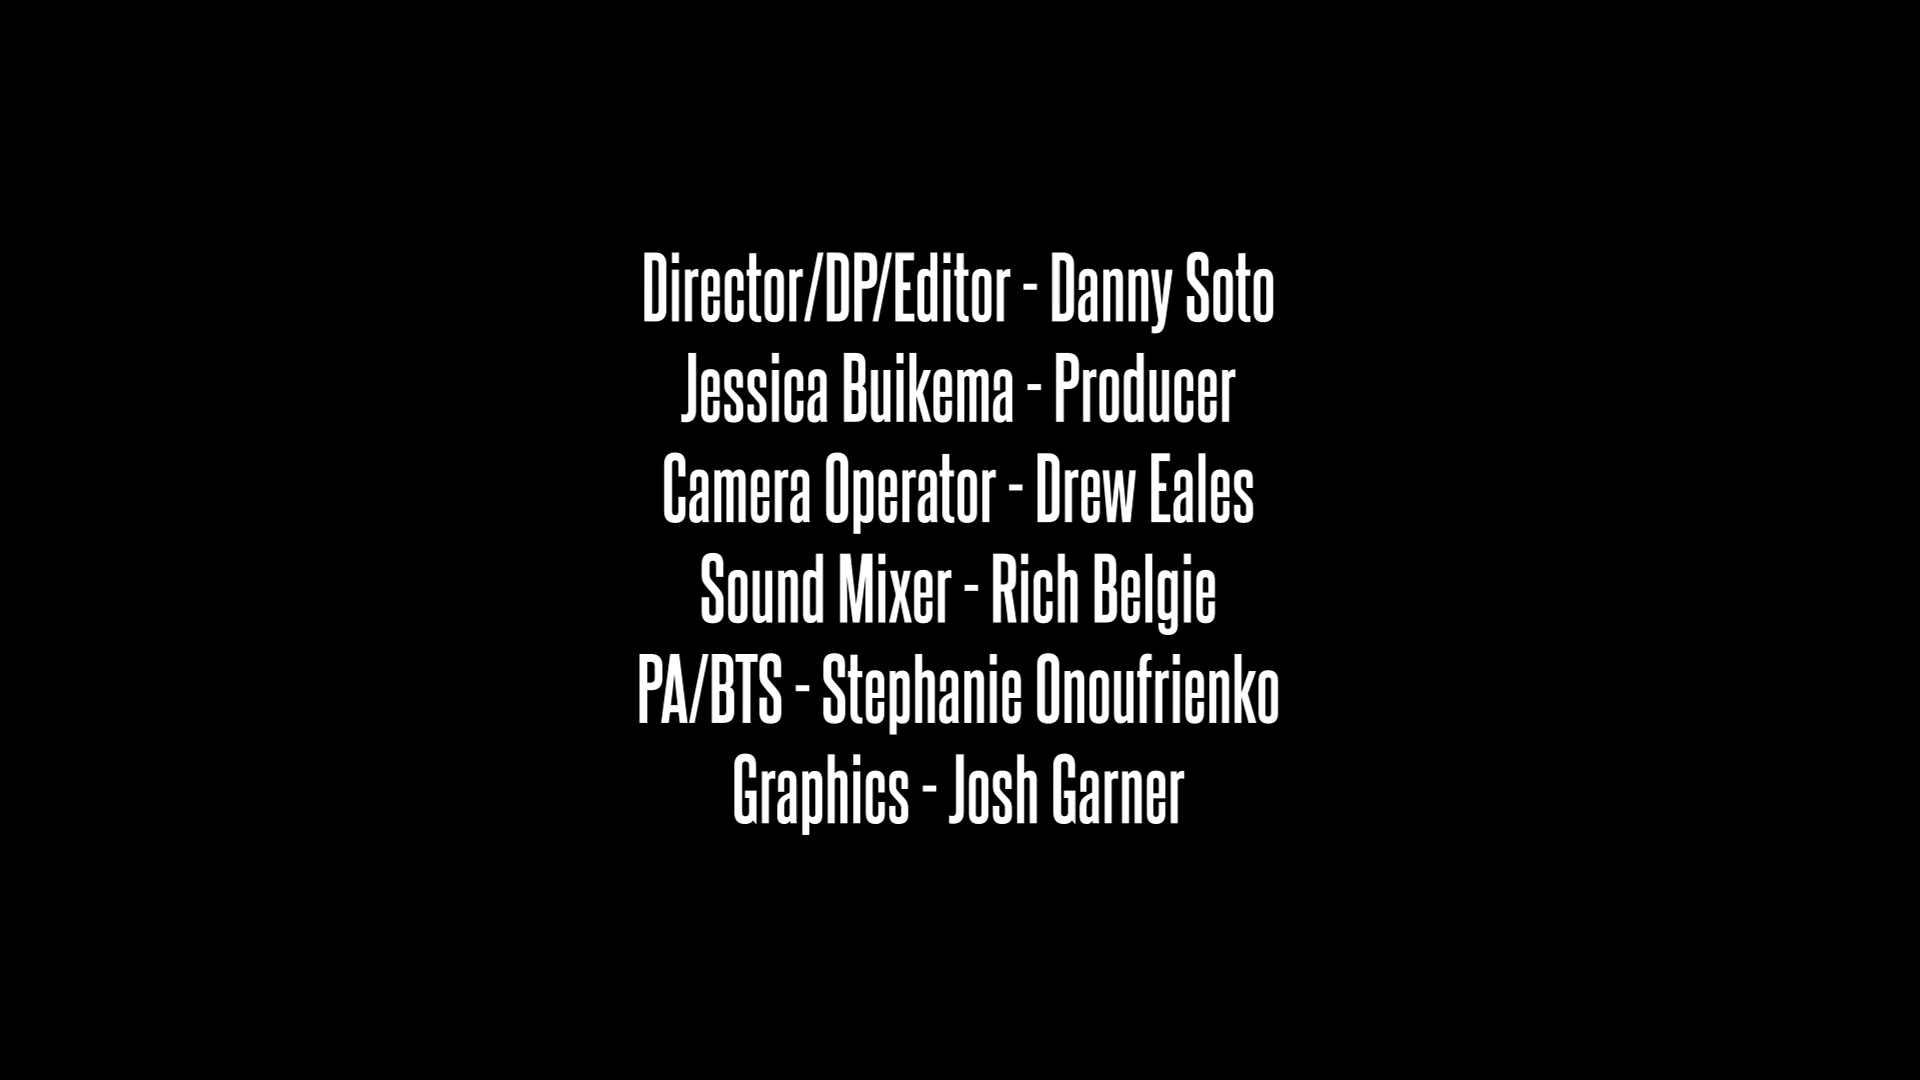 Director/DP/Editor - Danny Soto
Jessica Buikema - Producer
Camera Operator - Drew Eales
Sound Mixer - Rich Belgie
PA/BTS - Stephanie Onoufrienko
Graphics - Josh Garner